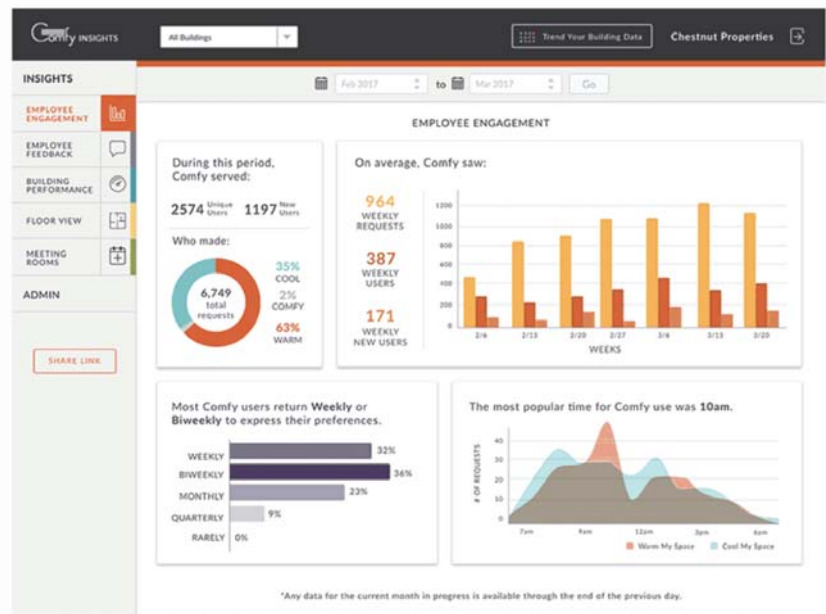 Comfy INSIGHTS
All Buildings
Trend Your Building Data
Chestnut Properties
INSIGHTS
Feb 2017
to
Mar 2017
Go
EMPLOYEE
ENGAGEMENT
EMPLOYEE
FEEDBACK
BUILDING
PERFORMANCE
FLOOR VIEW
MEETING
ROOMS
ADMIN
SHARE LINK
EMPLOYEE ENGAGEMENT
During this period,
Comfy served:
2574 Unique Users 1197 New Users
Who made:
6,749
total
requests
35%
COOL
2%
COMFY
63%
WARM
On average, Comfy saw:
964
WEEKLY
REQUESTS
387
WEEKLY
USERS
171
WEEKLY
NEW USERS
1200
1000
800
600
400
200
0
2/6 2/13 2/20 2/27 3/6 3/13 3/20
WEEKS
Most Comfy users return Weekly or
Biweekly to express their preferences.
WEEKLY 32%
BIWEEKLY 36%
MONTHLY 23%
QUARTERLY 9%
RARELY 0%
The most popular time for Comfy use was 10am.
# OF REQUESTS
40
30
20
10
0
7am 9am 12am 3pm 6pm
Warm My Space Cool My Space
*Any data for the current month in progress is available through the end of the previous day.